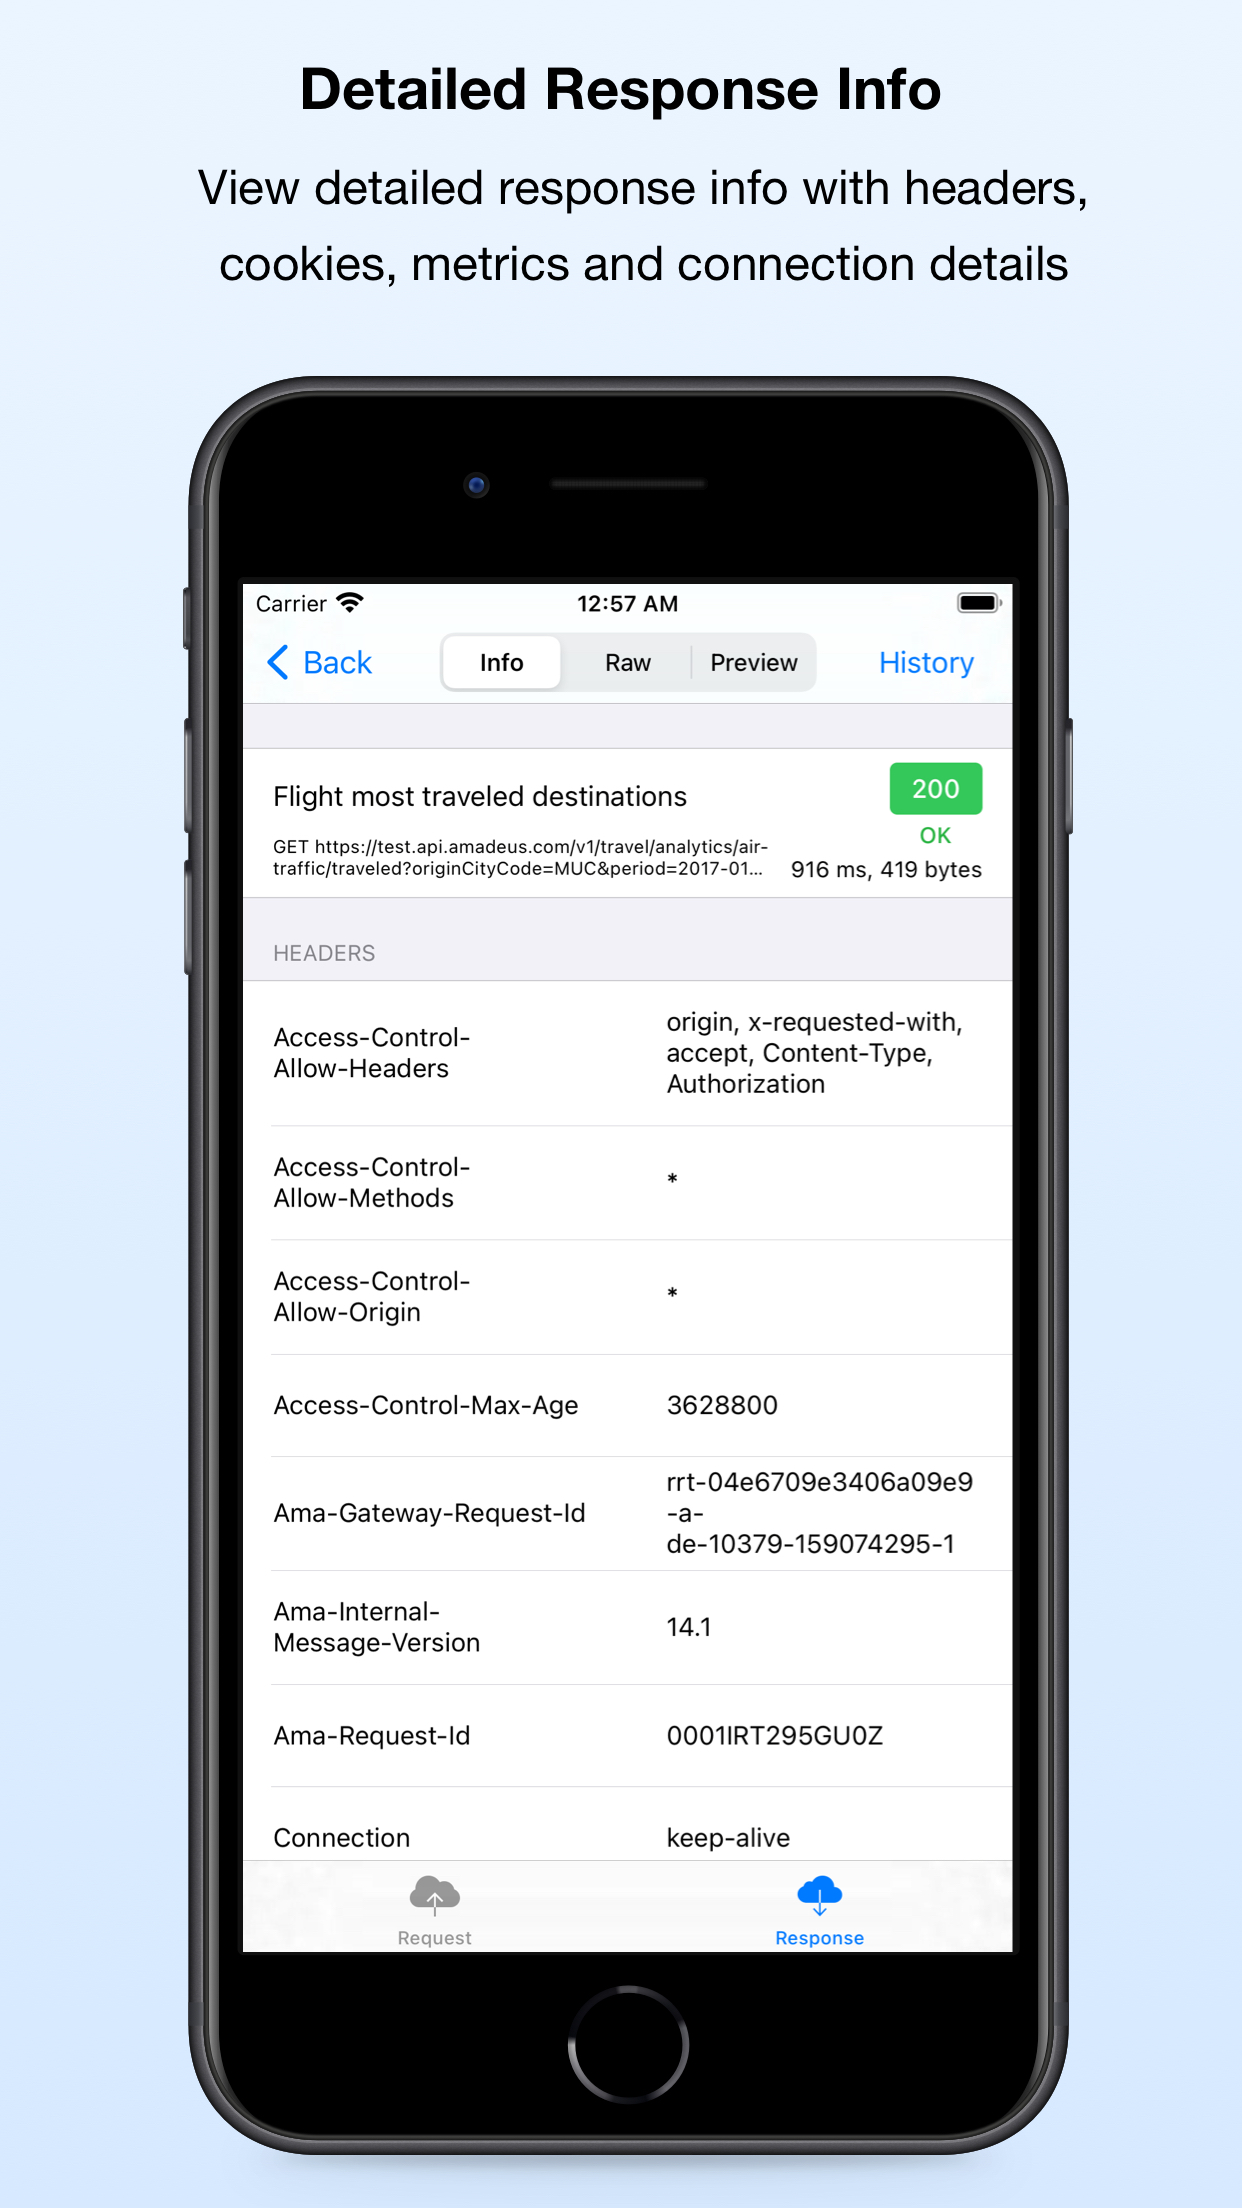 Detailed Response Info
View detailed response info with headers,
cookies, metrics and connection details
Carrier 12:57 AM
Back Info Raw Preview History
Flight most traveled destinations
200
OK
GET https://test.api.amadeus.com/v1/travel/analytics/air-
traffic/traveled?originCityCode=MUC&period=2017-01...
916 ms, 419 bytes
HEADERS
Access-Control-
Allow-Headers
origin, x-requested-with,
accept, Content-Type,
Authorization
Access-Control-
Allow-Methods
*
Access-Control-
Allow-Origin
*
Access-Control-Max-Age
3628800
Ama-Gateway-Request-Id
rrt-04e6709e3406a09e9
-a-
de-10379-159074295-1
Ama-Internal-
Message-Version
14.1
Ama-Request-Id
0001IRT295GU0Z
Connection
keep-alive
Request Response